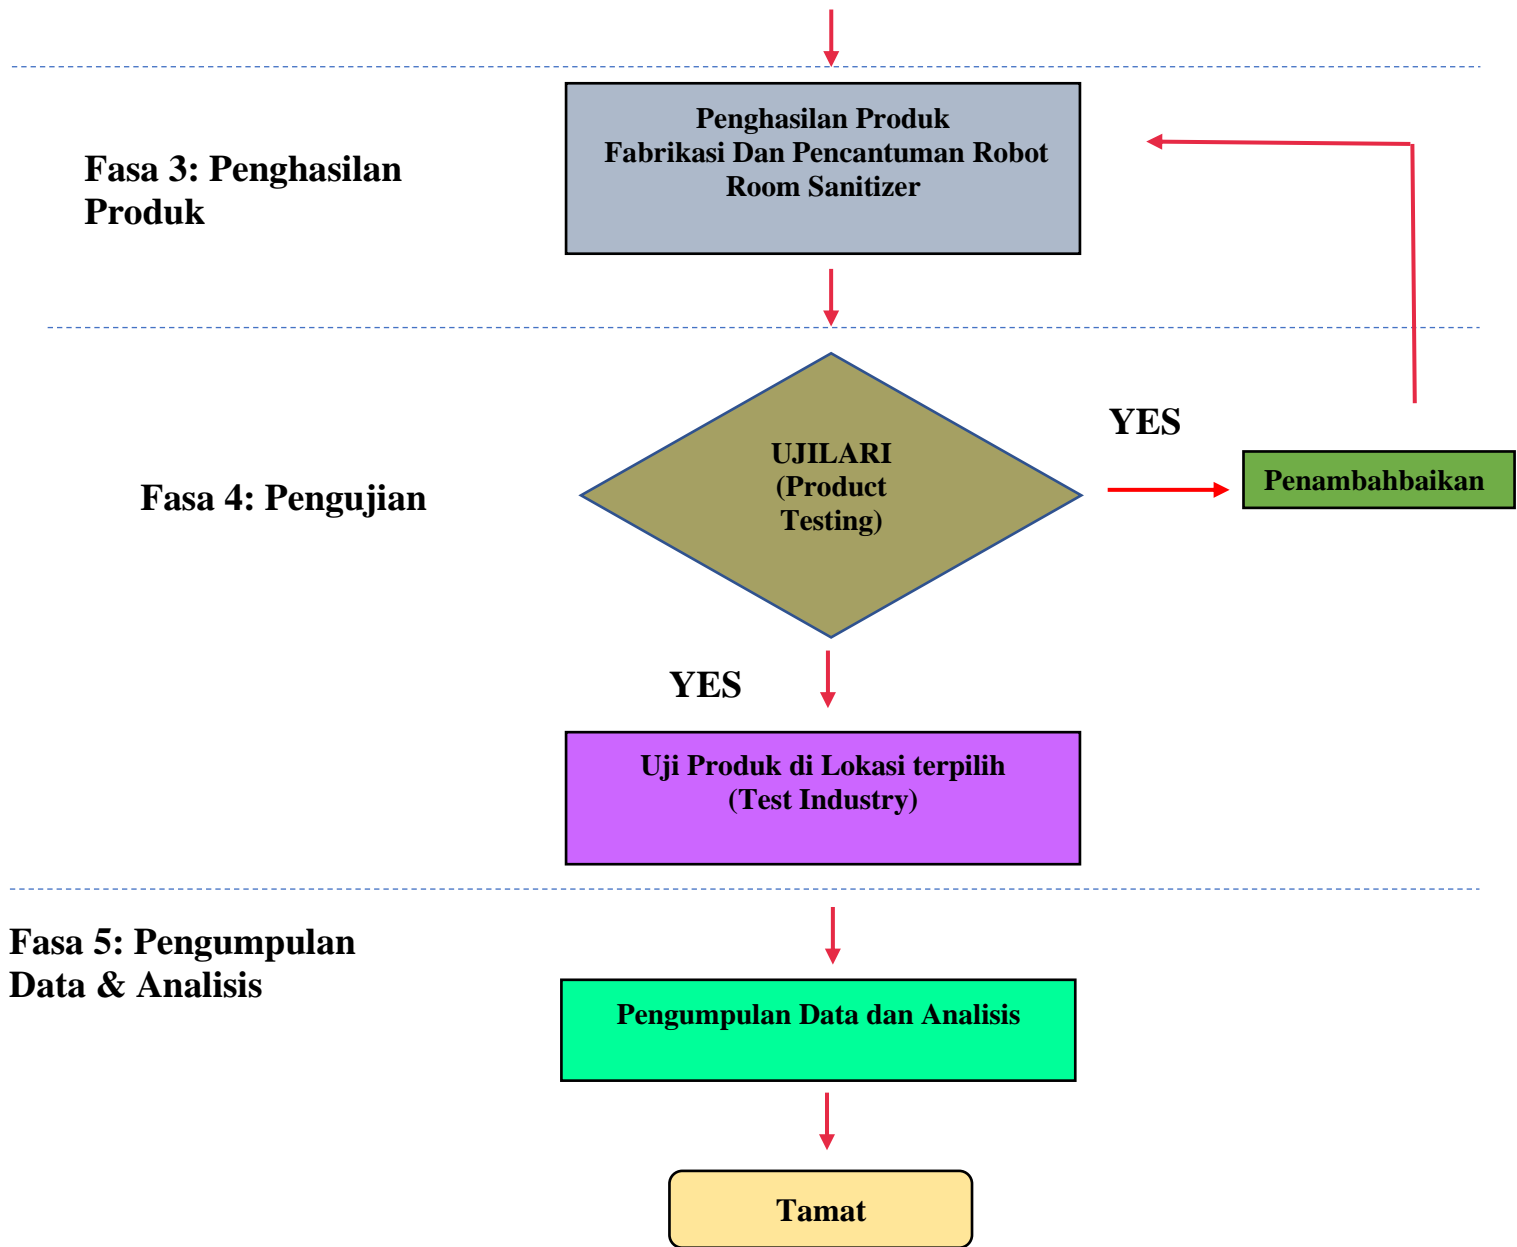 Penghasilan Produk
Fabrikasi Dan Pencantuman Robot
Room Sanitizer
Fasa 3: Penghasilan
Produk
UJILARI
(Product
Testing)
YES
Penambahbaikan
Fasa 4: Pengujian
YES
Uji Produk di Lokasi terpilih
(Test Industry)
Fasa 5: Pengumpulan
Data & Analisis
Pengumpulan Data dan Analisis
Tamat